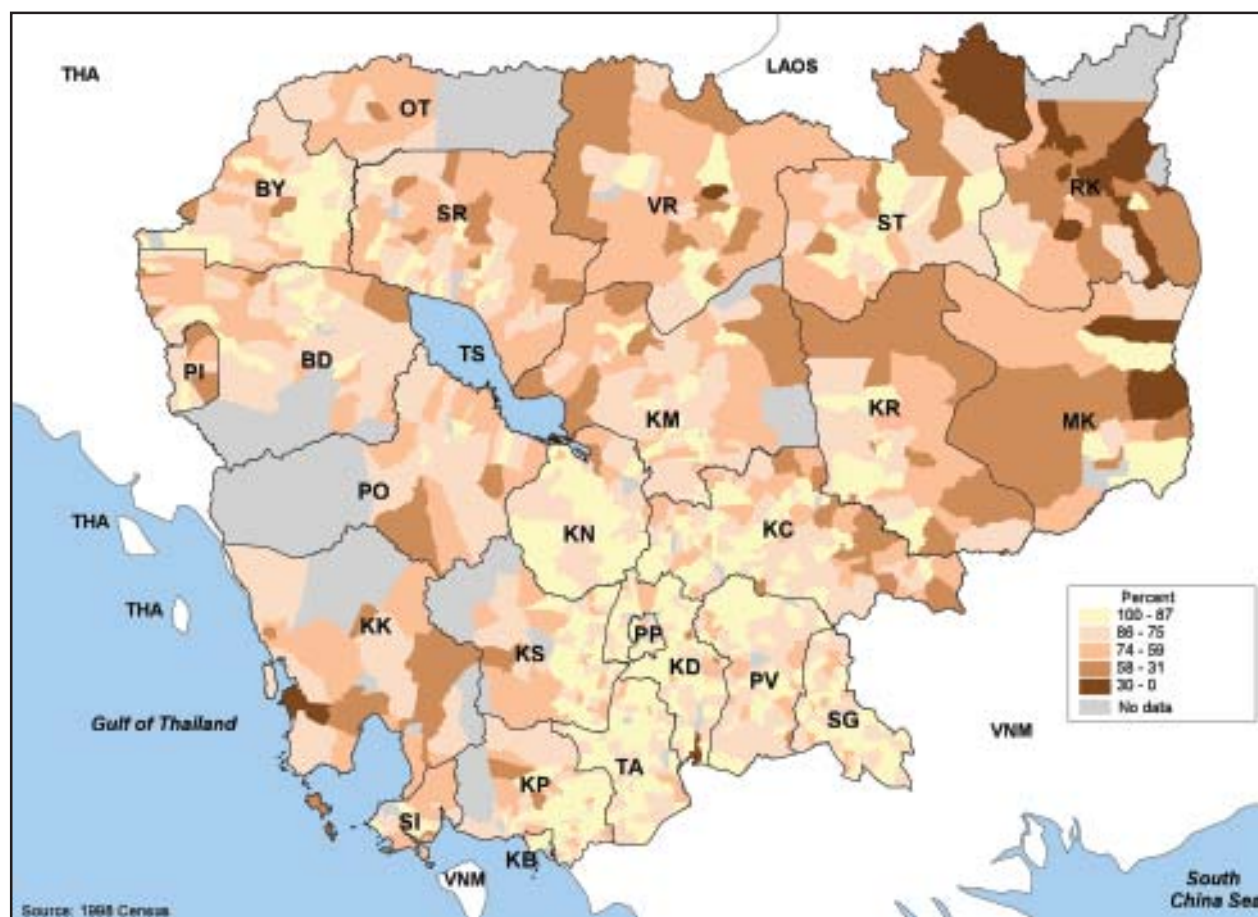 THA
LAOS
OT
BY
SR
VR
ST
RK
TS
PI
BD
KM
KR
MK
PO
THA
KN
KC
THA
KK
KS
PP
KD
PV
SG
Percent
100 - 87
86 - 75
74 - 59
58 - 31
30 - 0
No data
Gulf of Thailand
VNM
TA
KP
SI
KB
VNM
South
China Sea
Source: 1998 Census